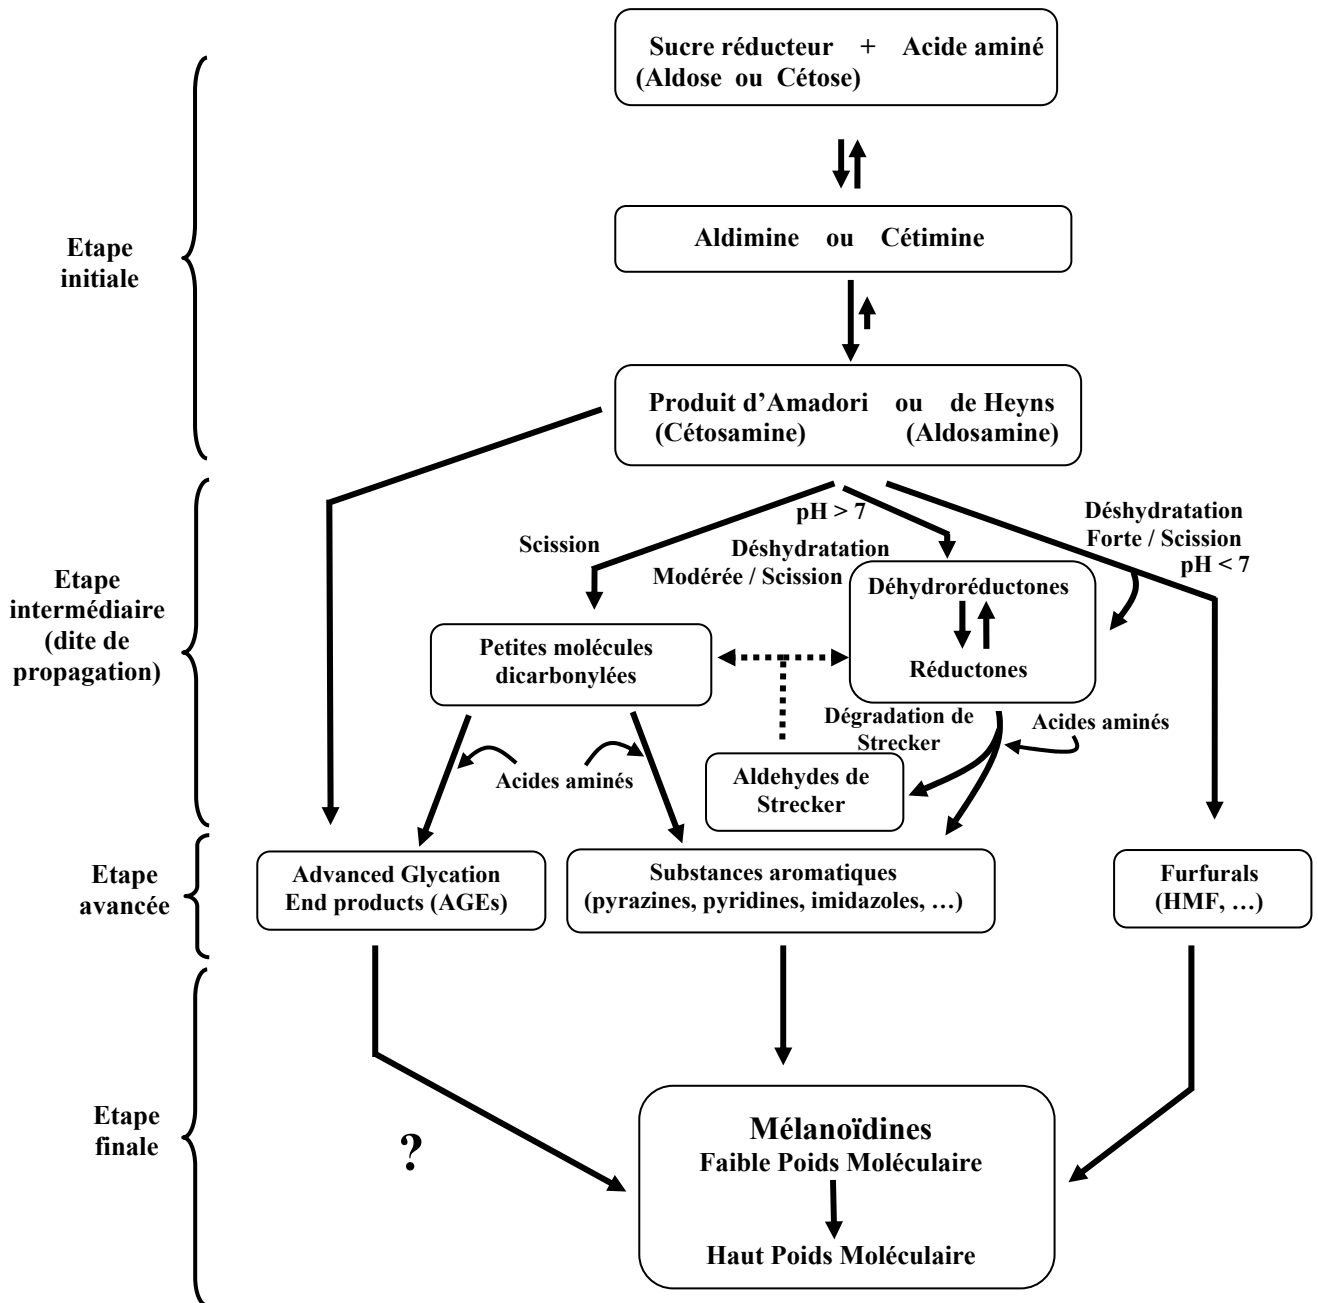 Sucre réducteur + Acide aminé
(Aldose ou Cétose)
Etape
initiale
Aldimine ou Cétimine
Produit d’Amadori ou de Heyns
(Cétosamine) (Aldosamine)
Etape
intermédiaire
(dite de
propagation)
Scission
pH > 7
Déshydratation
Modérée / Scission
Déshydratation
Forte / Scission
pH < 7
Déhydroréductones
Réductones
Petites molécules
dicarbonylées
Dégradation de
Strecker
Acides aminés
Acides aminés
Aldehydes de
Strecker
Etape
avancée
Advanced Glycation
End products (AGEs)
Substances aromatiques
(pyrazines, pyridines, imidazoles, …)
Furfurals
(HMF, …)
Etape
finale
?
Mélanoïdines
Faible Poids Moléculaire
Haut Poids Moléculaire